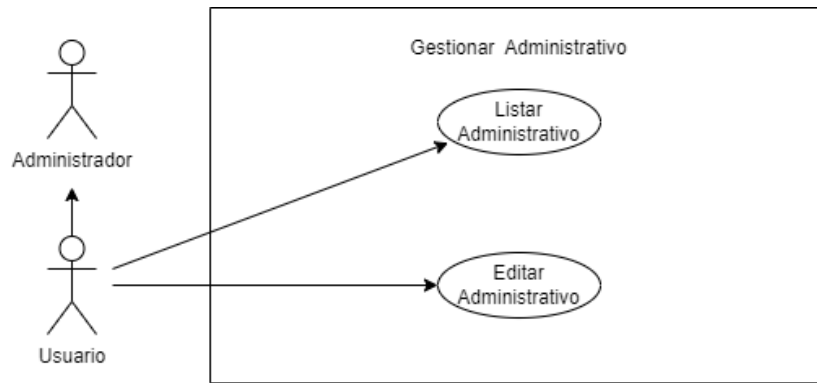 Gestionar Administrativo
Listar
Administrativo
Administrador
Editar
Administrativo
Usuario